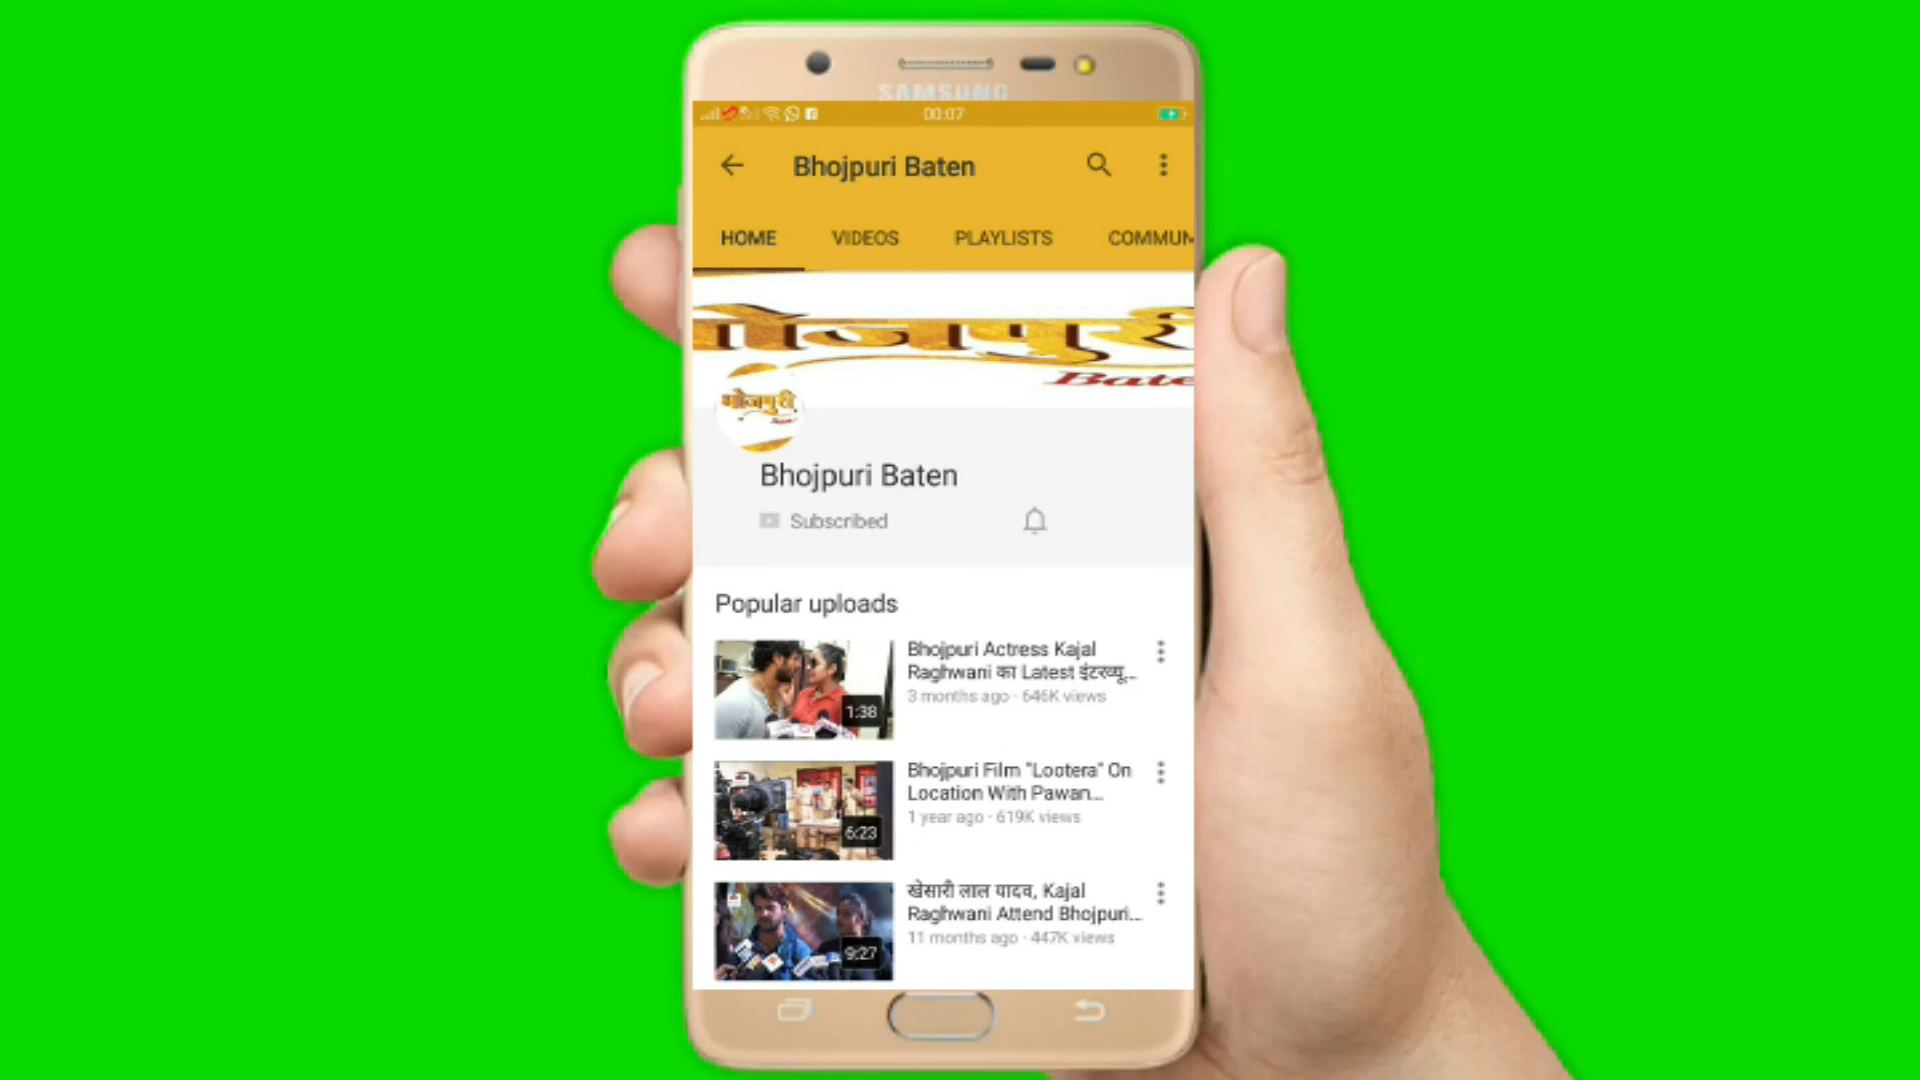 SAMSUNG
00:07
Bhojpuri Baten
HOME VIDEOS PLAYLISTS COMMUN
भोजपुरी
Bate
भोजपुरी
Bhojpuri Baten
Subscribed
Popular uploads
Bhojpuri Actress Kajal
Raghwani का Latest इंटरव्यू...
3 months ago · 646K views
1:38
Bhojpuri Film "Lootera" On
Location With Pawan...
1 year ago · 619K views
6:23
खेसारी लाल यादव, Kajal
Raghwani Attend Bhojpuri...
11 months ago · 447K views
9:27